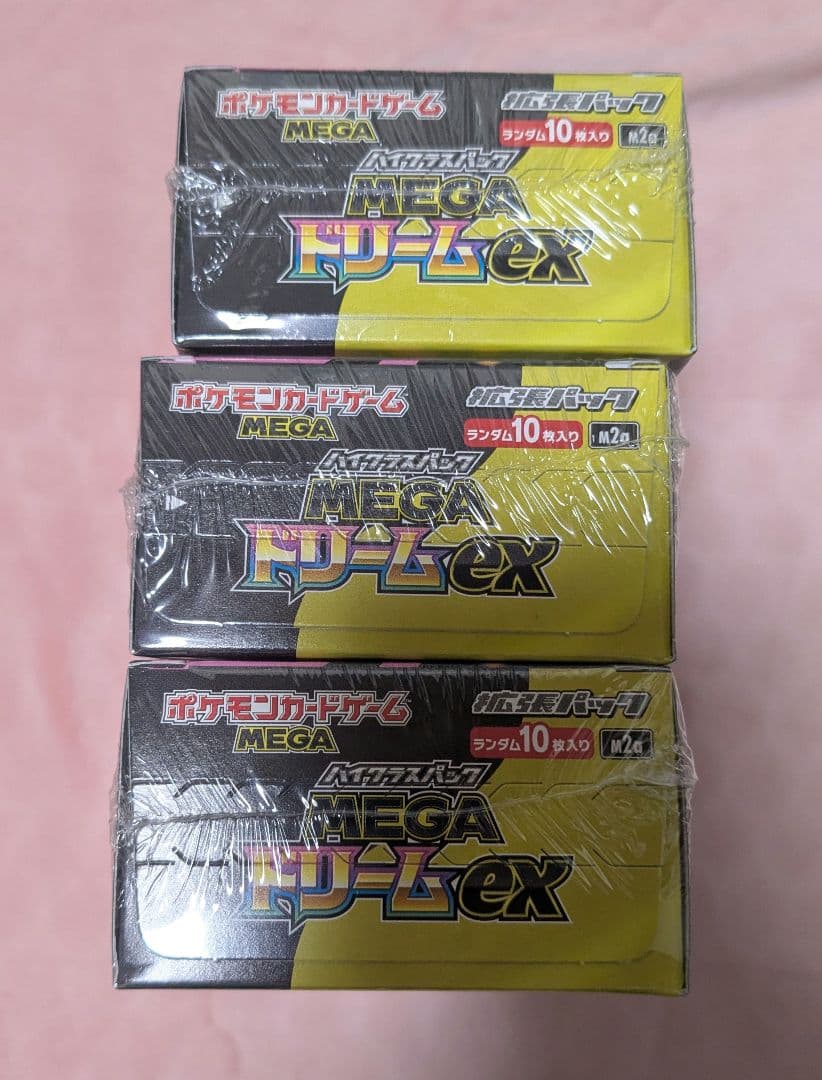 ポケモンカードゲーム
MEGA
拡張パック
ランダム10枚入り M2a
ハイクラスパック
MEGA
ドリームex
ポケモンカードゲーム
MEGA
拡張パック
ランダム10枚入り M2a
ハイクラスパック
MEGA
ドリームex
ポケモンカードゲーム
MEGA
拡張パック
ランダム10枚入り M2a
ハイクラスパック
MEGA
ドリームex